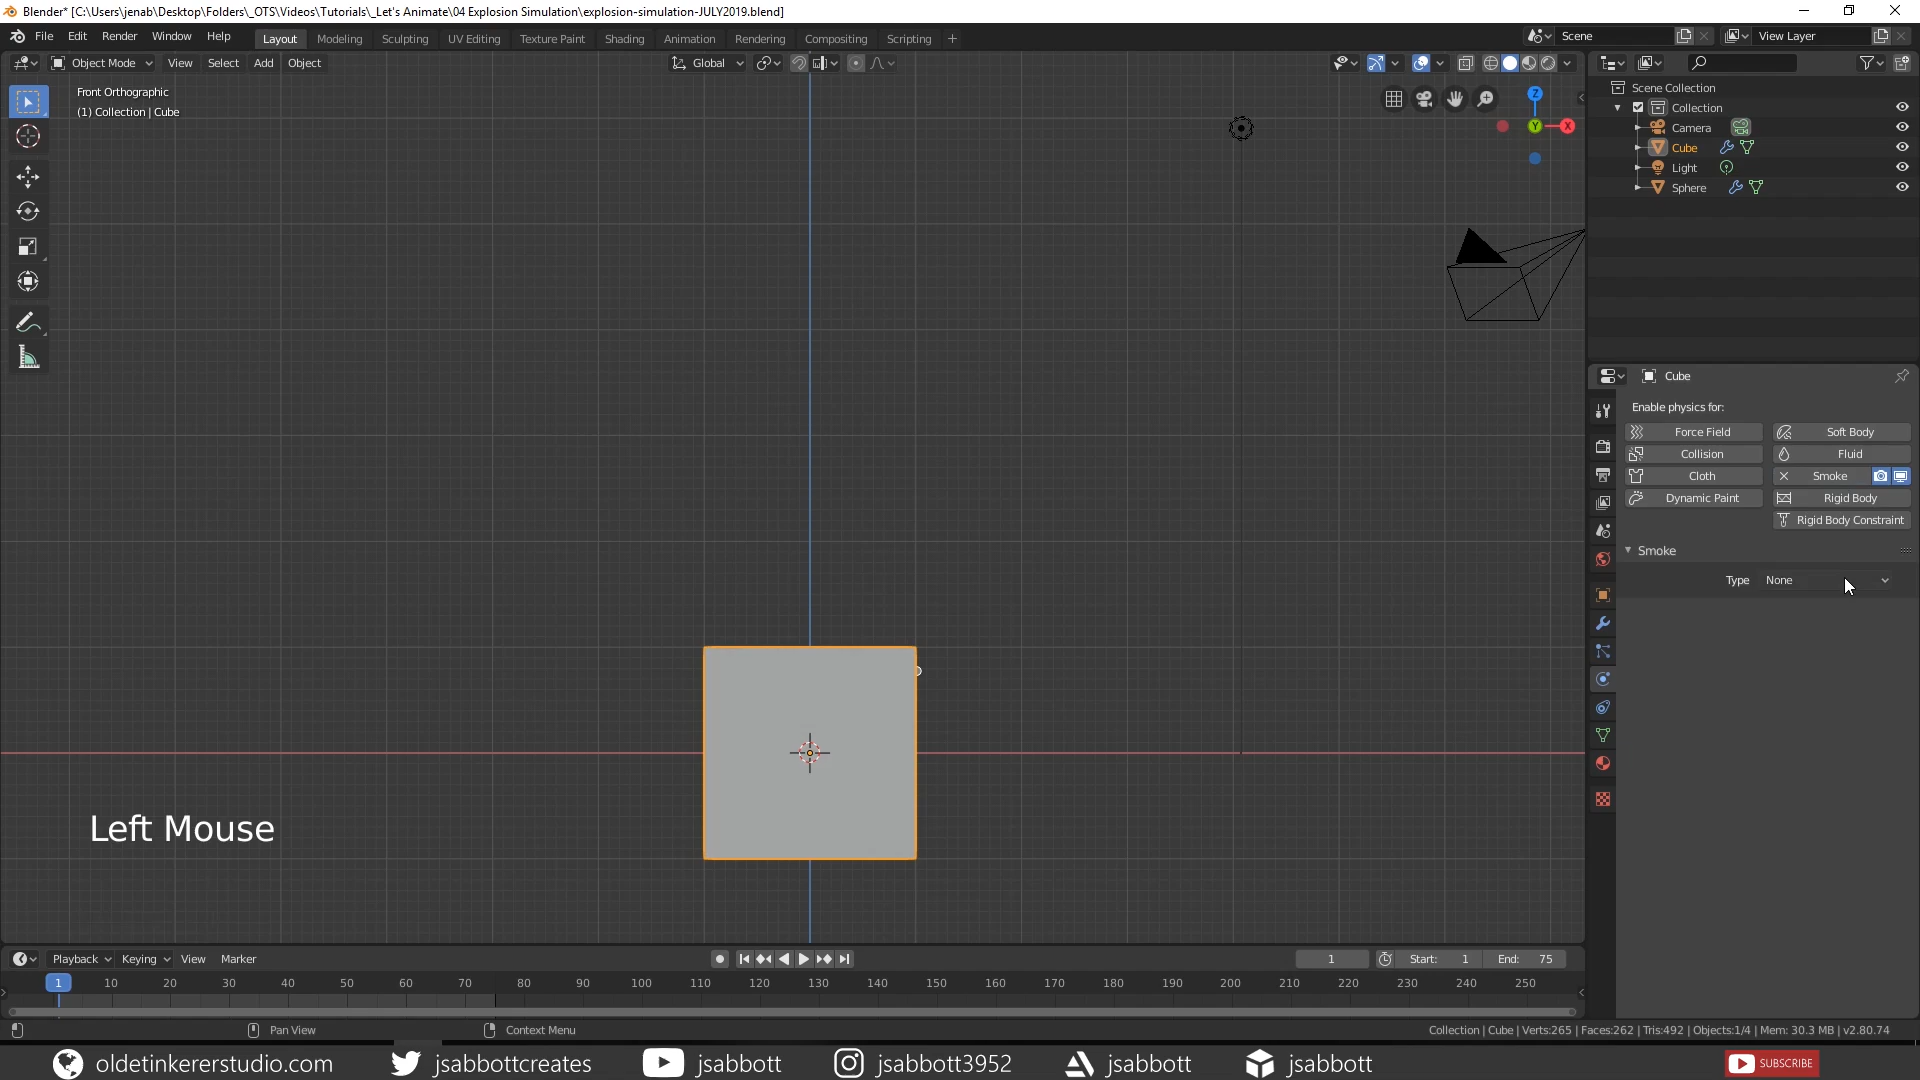 Blender* [C:\Users\jenab\Desktop\Folders\_OTS\Videos\Tutorials\_Let's Animate\04 Explosion Simulation\explosion-simulation-JULY2019.blend]
File Edit Render Window Help Layout Modeling Sculpting UV Editing Texture Paint Shading Animation Rendering Compositing Scripting + Scene View Layer
Object Mode View Select Add Object Global
Front Orthographic
(1) Collection | Cube
Z
Y X
Scene Collection
Collection
Camera
Cube
Light
Sphere
Cube
Enable physics for:
Force Field Soft Body
Collision Fluid
Cloth Smoke
Dynamic Paint Rigid Body
Rigid Body Constraint
Smoke
Type None
Left Mouse
Playback Keying View Marker 1 Start: 1 End: 75
1 10 20 30 40 50 60 70 80 90 100 110 120 130 140 150 160 170 180 190 200 210 220 230 240 250
Pan View Context Menu Collection | Cube | Verts:265 | Faces:262 | Tris:492 | Objects:1/4 | Mem: 30.3 MB | v2.80.74
oldetinkererstudio.com jsabbottcreates jsabbott jsabbott3952 jsabbott jsabbott SUBSCRIBE